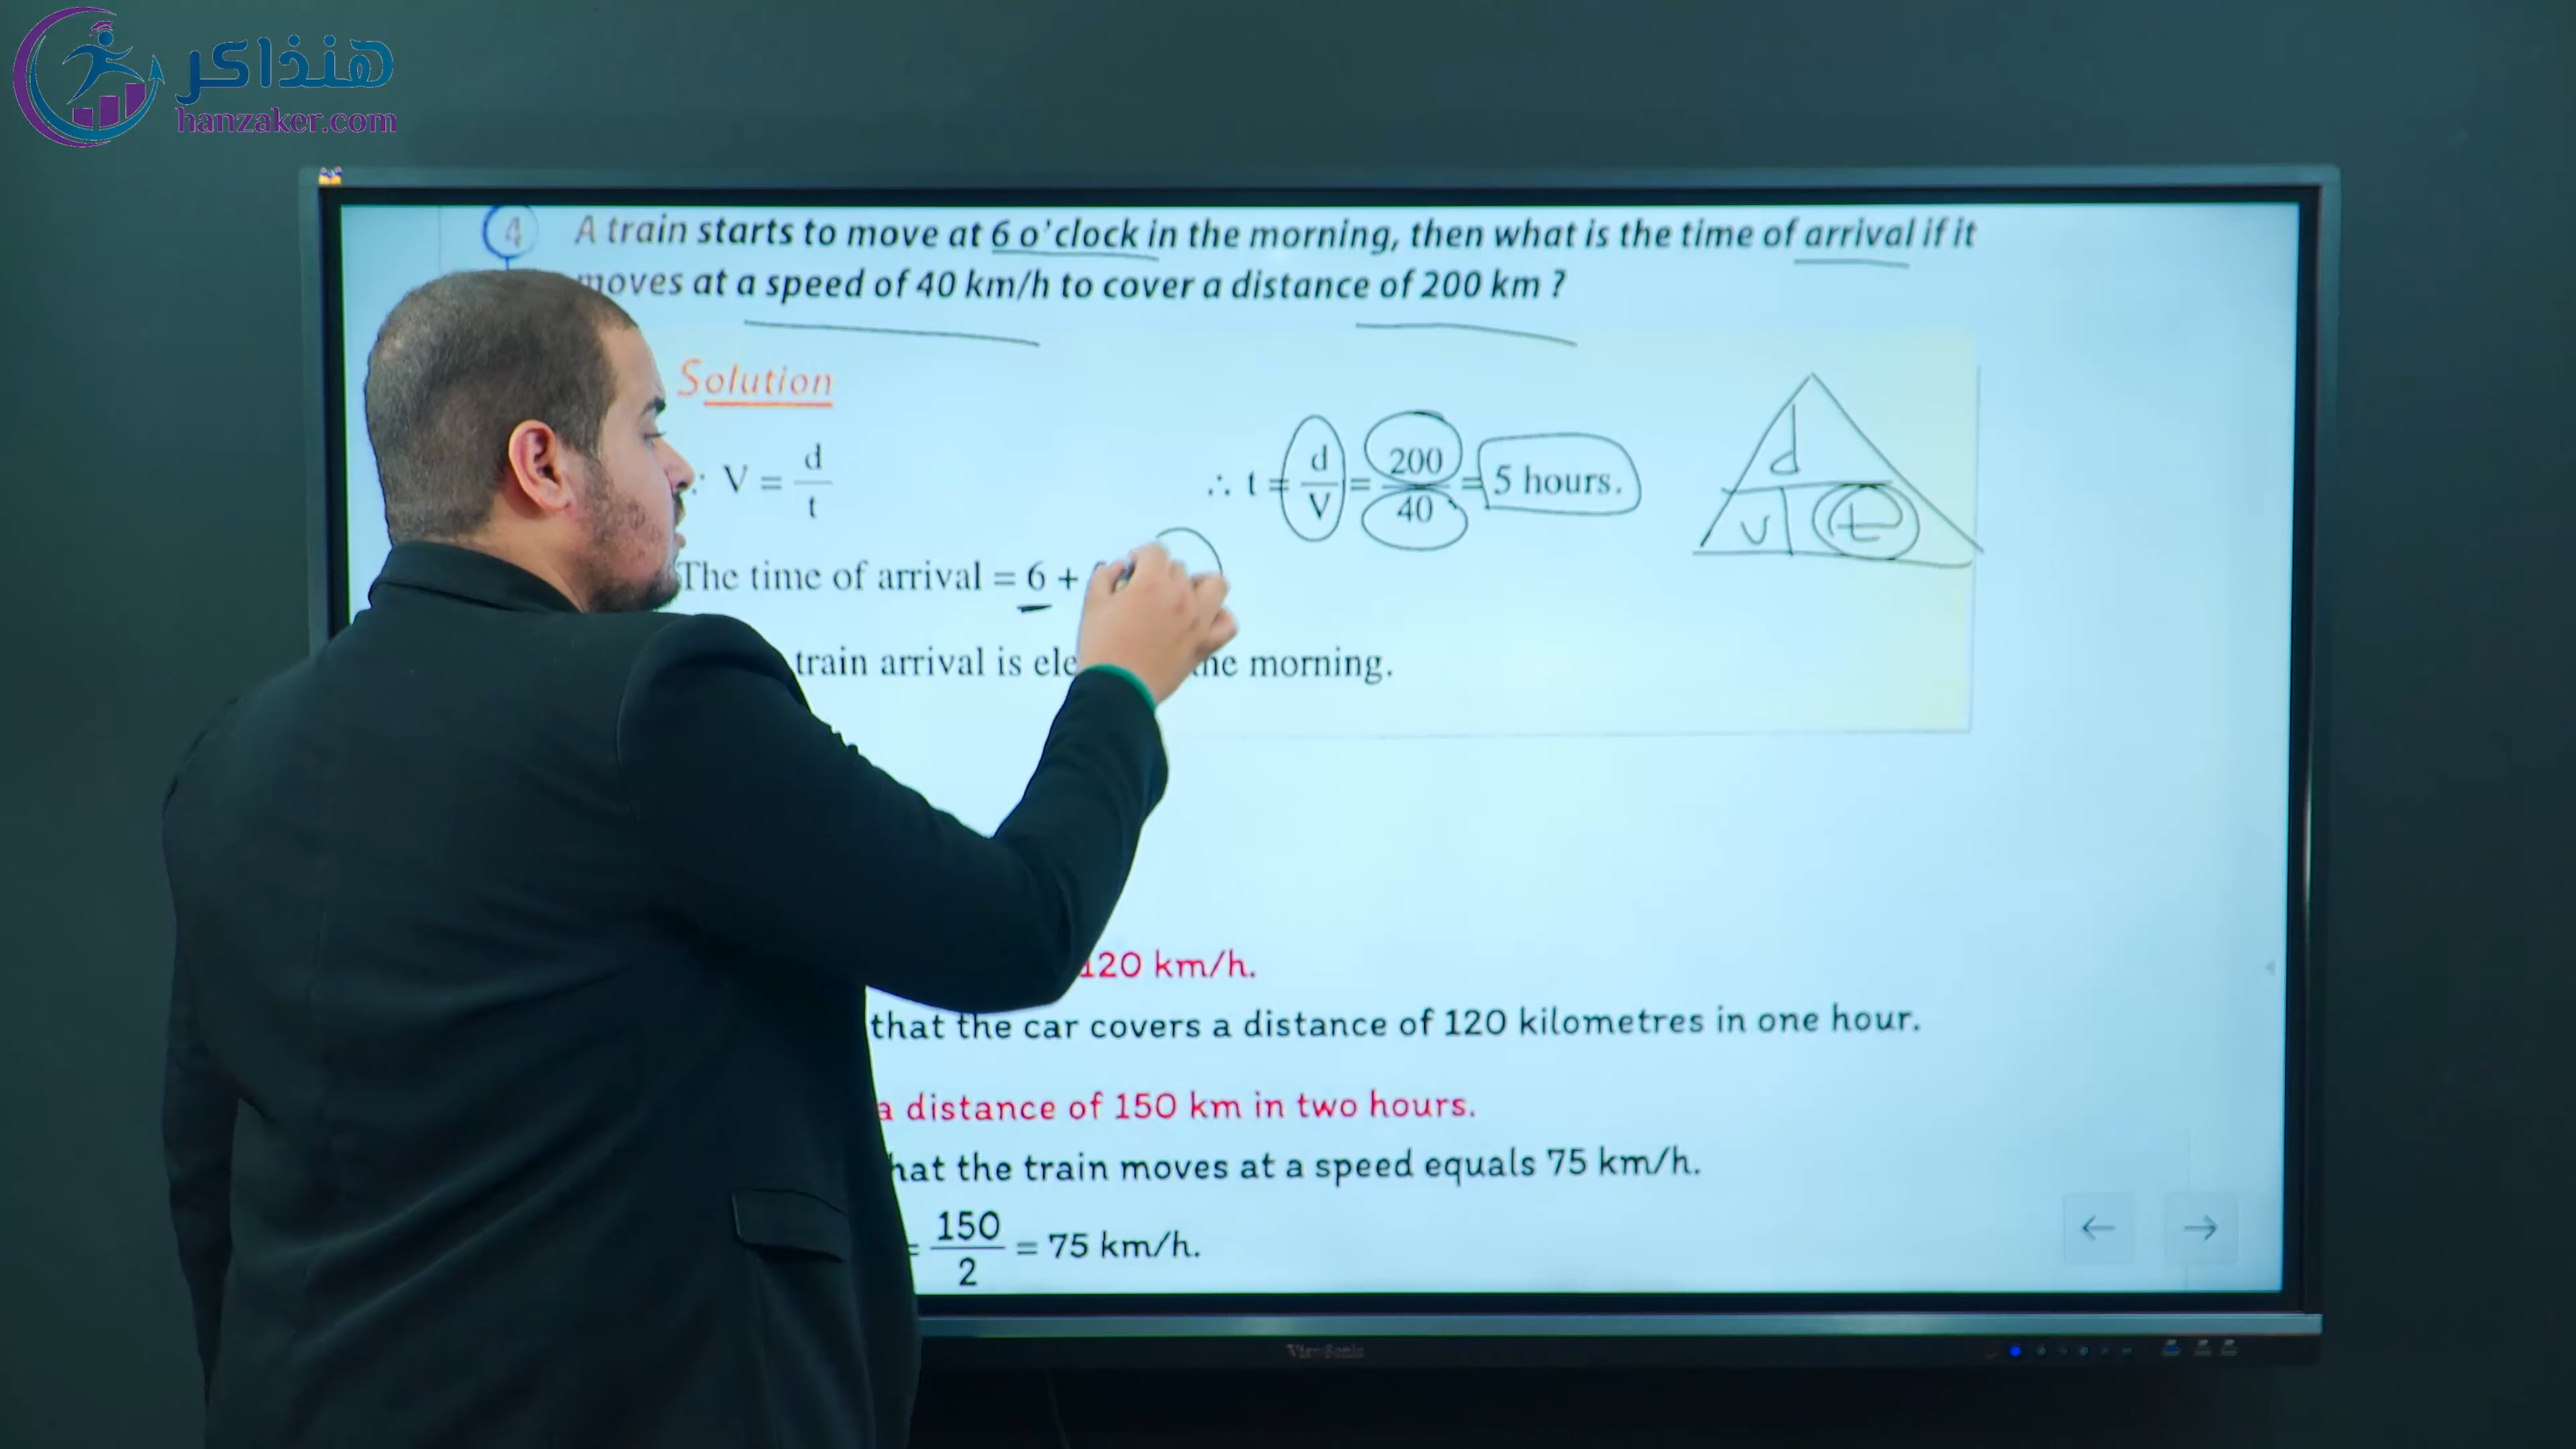 هنذاكر
hanzaker.com
4 A train starts to move at 6 o'clock in the morning, then what is the time of arrival if it
moves at a speed of 40 km/h to cover a distance of 200 km ?
Solution
∵ V = d/t
∴ t = d/V = 200/40 = 5 hours.
d
v t
The time of arrival = 6 +
train arrival is ele he morning.
120 km/h.
that the car covers a distance of 120 kilometres in one hour.
a distance of 150 km in two hours.
hat the train moves at a speed equals 75 km/h.
= 150/2 = 75 km/h.
ViewSonic